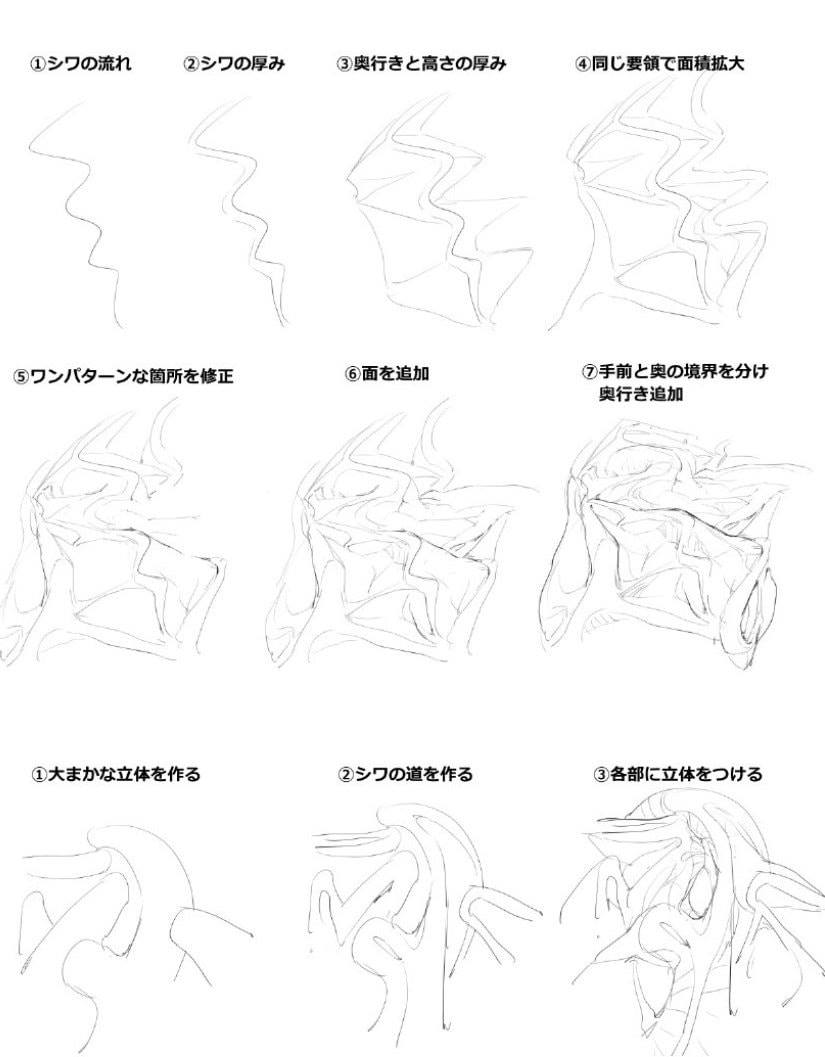 ①シワの流れ
②シワの厚み
③奥行きと高さの厚み
④同じ要領で面積拡大
⑤ワンパターンな箇所を修正
⑥面を追加
⑦手前と奥の境界を分け
奥行き追加
①大まかな立体を作る
②シワの道を作る
③各部に立体をつける